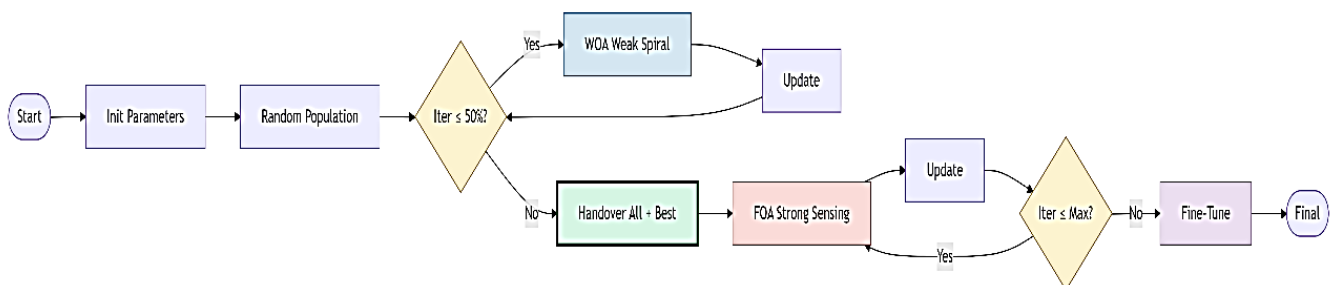 Start
Init Parameters
Random Population
Iter ≤ 50%?
Yes
WOA Weak Spiral
Update
No
Handover All + Best
FOA Strong Sensing
Update
Iter ≤ Max?
Yes
No
Fine-Tune
Final